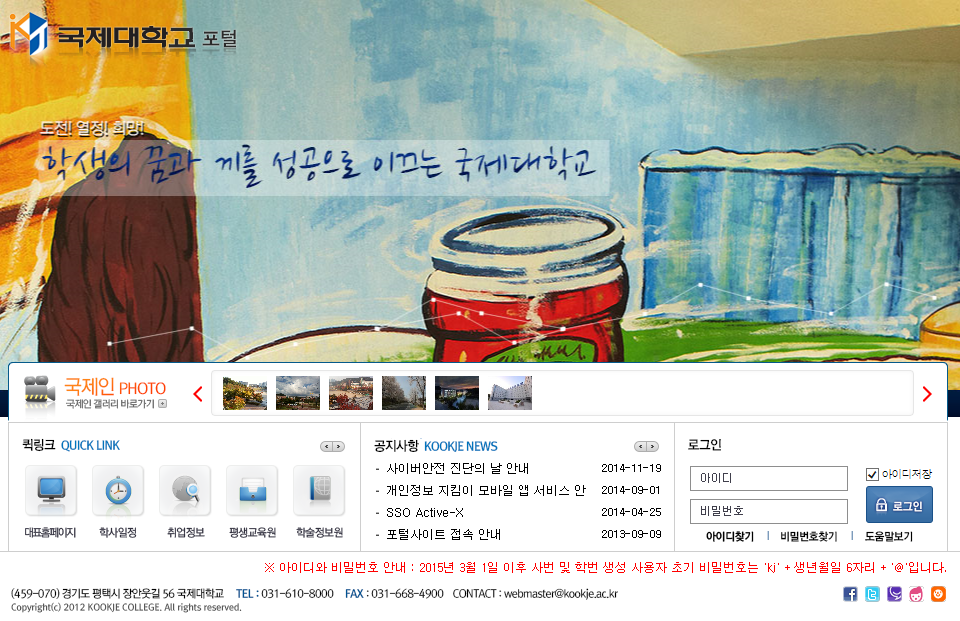 국제대학교 포털
도전! 열정! 희망!
학생의 꿈과 끼를 성공으로 이끄는 국제대학교
국제인 PHOTO
국제인 갤러리 바로가기
퀵링크 QUICK LINK
대표홈페이지 학사일정 취업정보 평생교육원 학술정보원
공지사항 KOOKJE NEWS
- 사이버안전 진단의 날 안내 2014-11-19
- 개인정보 지킴이 모바일 앱 서비스 안 2014-09-01
- SSO Active-X 2014-04-25
- 포털사이트 접속 안내 2013-09-09
로그인
아이디
아이디저장
비밀번호
로그인
아이디찾기 | 비밀번호찾기 | 도움말보기
※ 아이디와 비밀번호 안내 : 2015년 3월 1일 이후 사번 및 학번 생성 사용자 초기 비밀번호는 'kj' + 생년월일 6자리 + '@'입니다.
(459-070) 경기도 평택시 장안웃길 56 국제대학교 TEL : 031-610-8000 FAX : 031-668-4900 CONTACT : webmaster@kookje.ac.kr
Copyright(c) 2012 KOOKJE COLLEGE. All rights reserved.